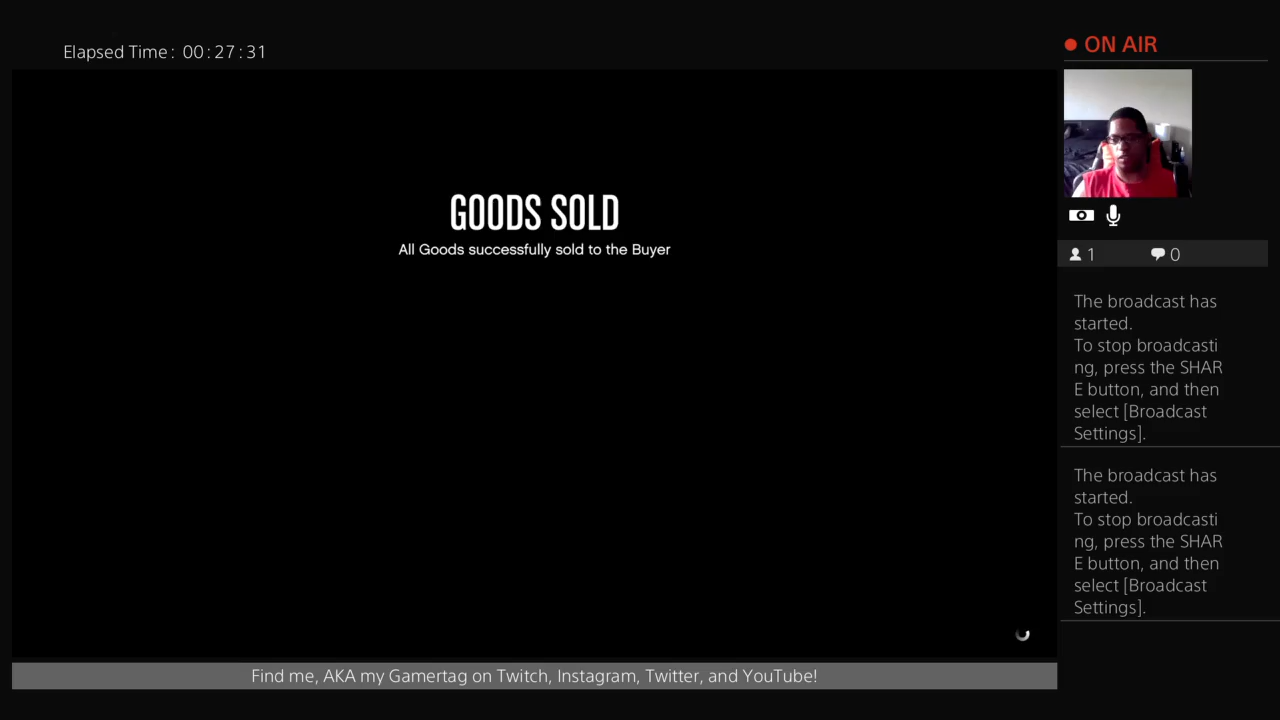 Elapsed Time: 00:27:31
ON AIR
GOODS SOLD
All Goods successfully sold to the Buyer
1 0
The broadcast has
started.
To stop broadcasti
ng, press the SHAR
E button, and then
select [Broadcast
Settings].
The broadcast has
started.
To stop broadcasti
ng, press the SHAR
E button, and then
select [Broadcast
Settings].
Find me, AKA my Gamertag on Twitch, Instagram, Twitter, and YouTube!